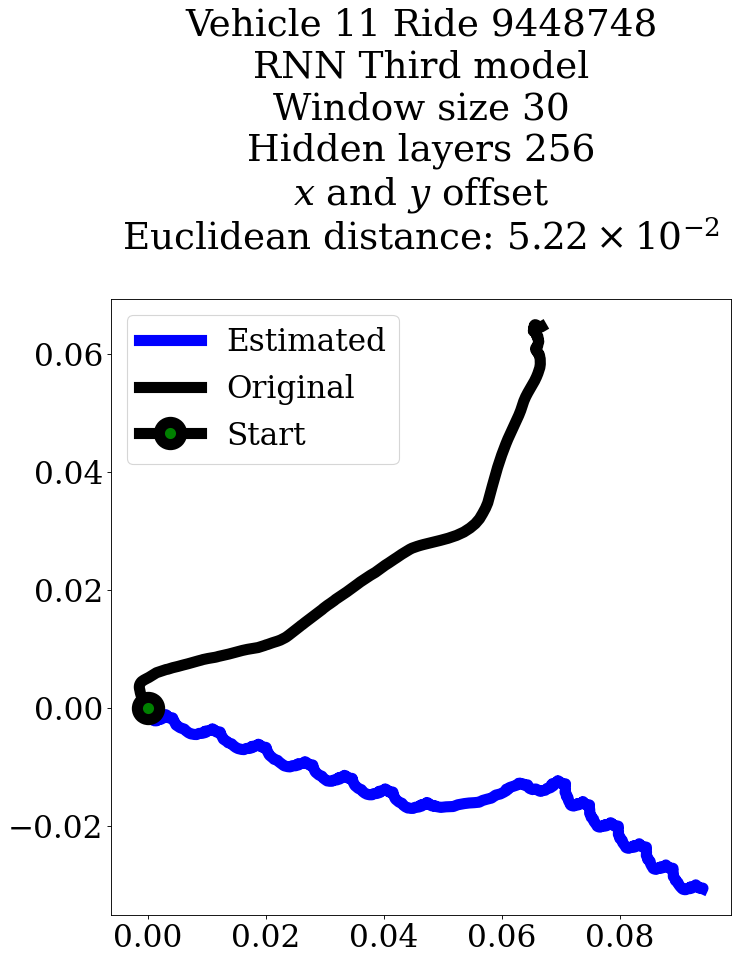 Vehicle 11 Ride 9448748
RNN Third model
Window size 30
Hidden layers 256
x and y offset
Euclidean distance: 5.22 × 10⁻²
Estimated
Original
Start
0.06
0.04
0.02
0.00
−0.02
0.00 0.02 0.04 0.06 0.08